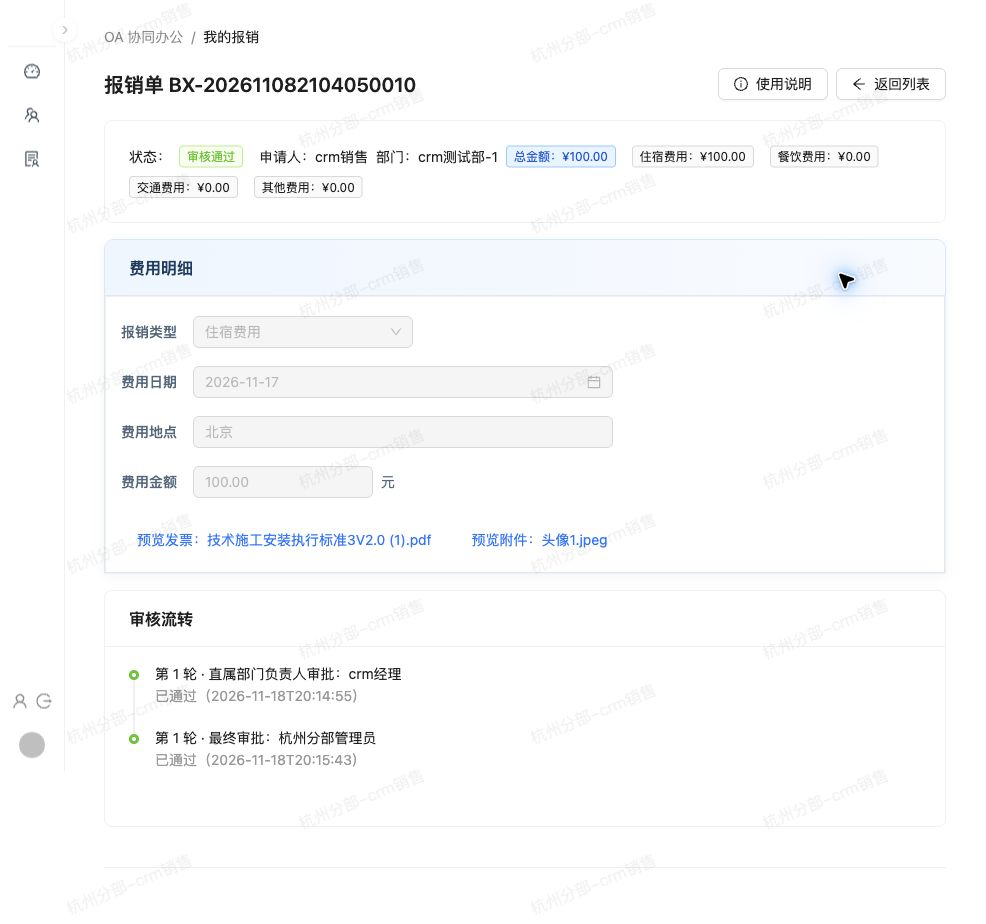 OA 协同办公 / 我的报销
报销单 BX-202611082104050010
使用说明
返回列表
状态： 审核通过 申请人：crm销售 部门：crm测试部-1 总金额：¥100.00 住宿费用：¥100.00 餐饮费用：¥0.00
交通费用：¥0.00 其他费用：¥0.00
费用明细
报销类型 住宿费用
费用日期 2026-11-17
费用地点 北京
费用金额 100.00 元
预览发票：技术施工安装执行标准3V2.0 (1).pdf 预览附件：头像1.jpeg
审核流转
第 1 轮 · 直属部门负责人审批：crm经理
已通过（2026-11-18T20:14:55）
第 1 轮 · 最终审批：杭州分部管理员
已通过（2026-11-18T20:15:43）
杭州分部-crm销售